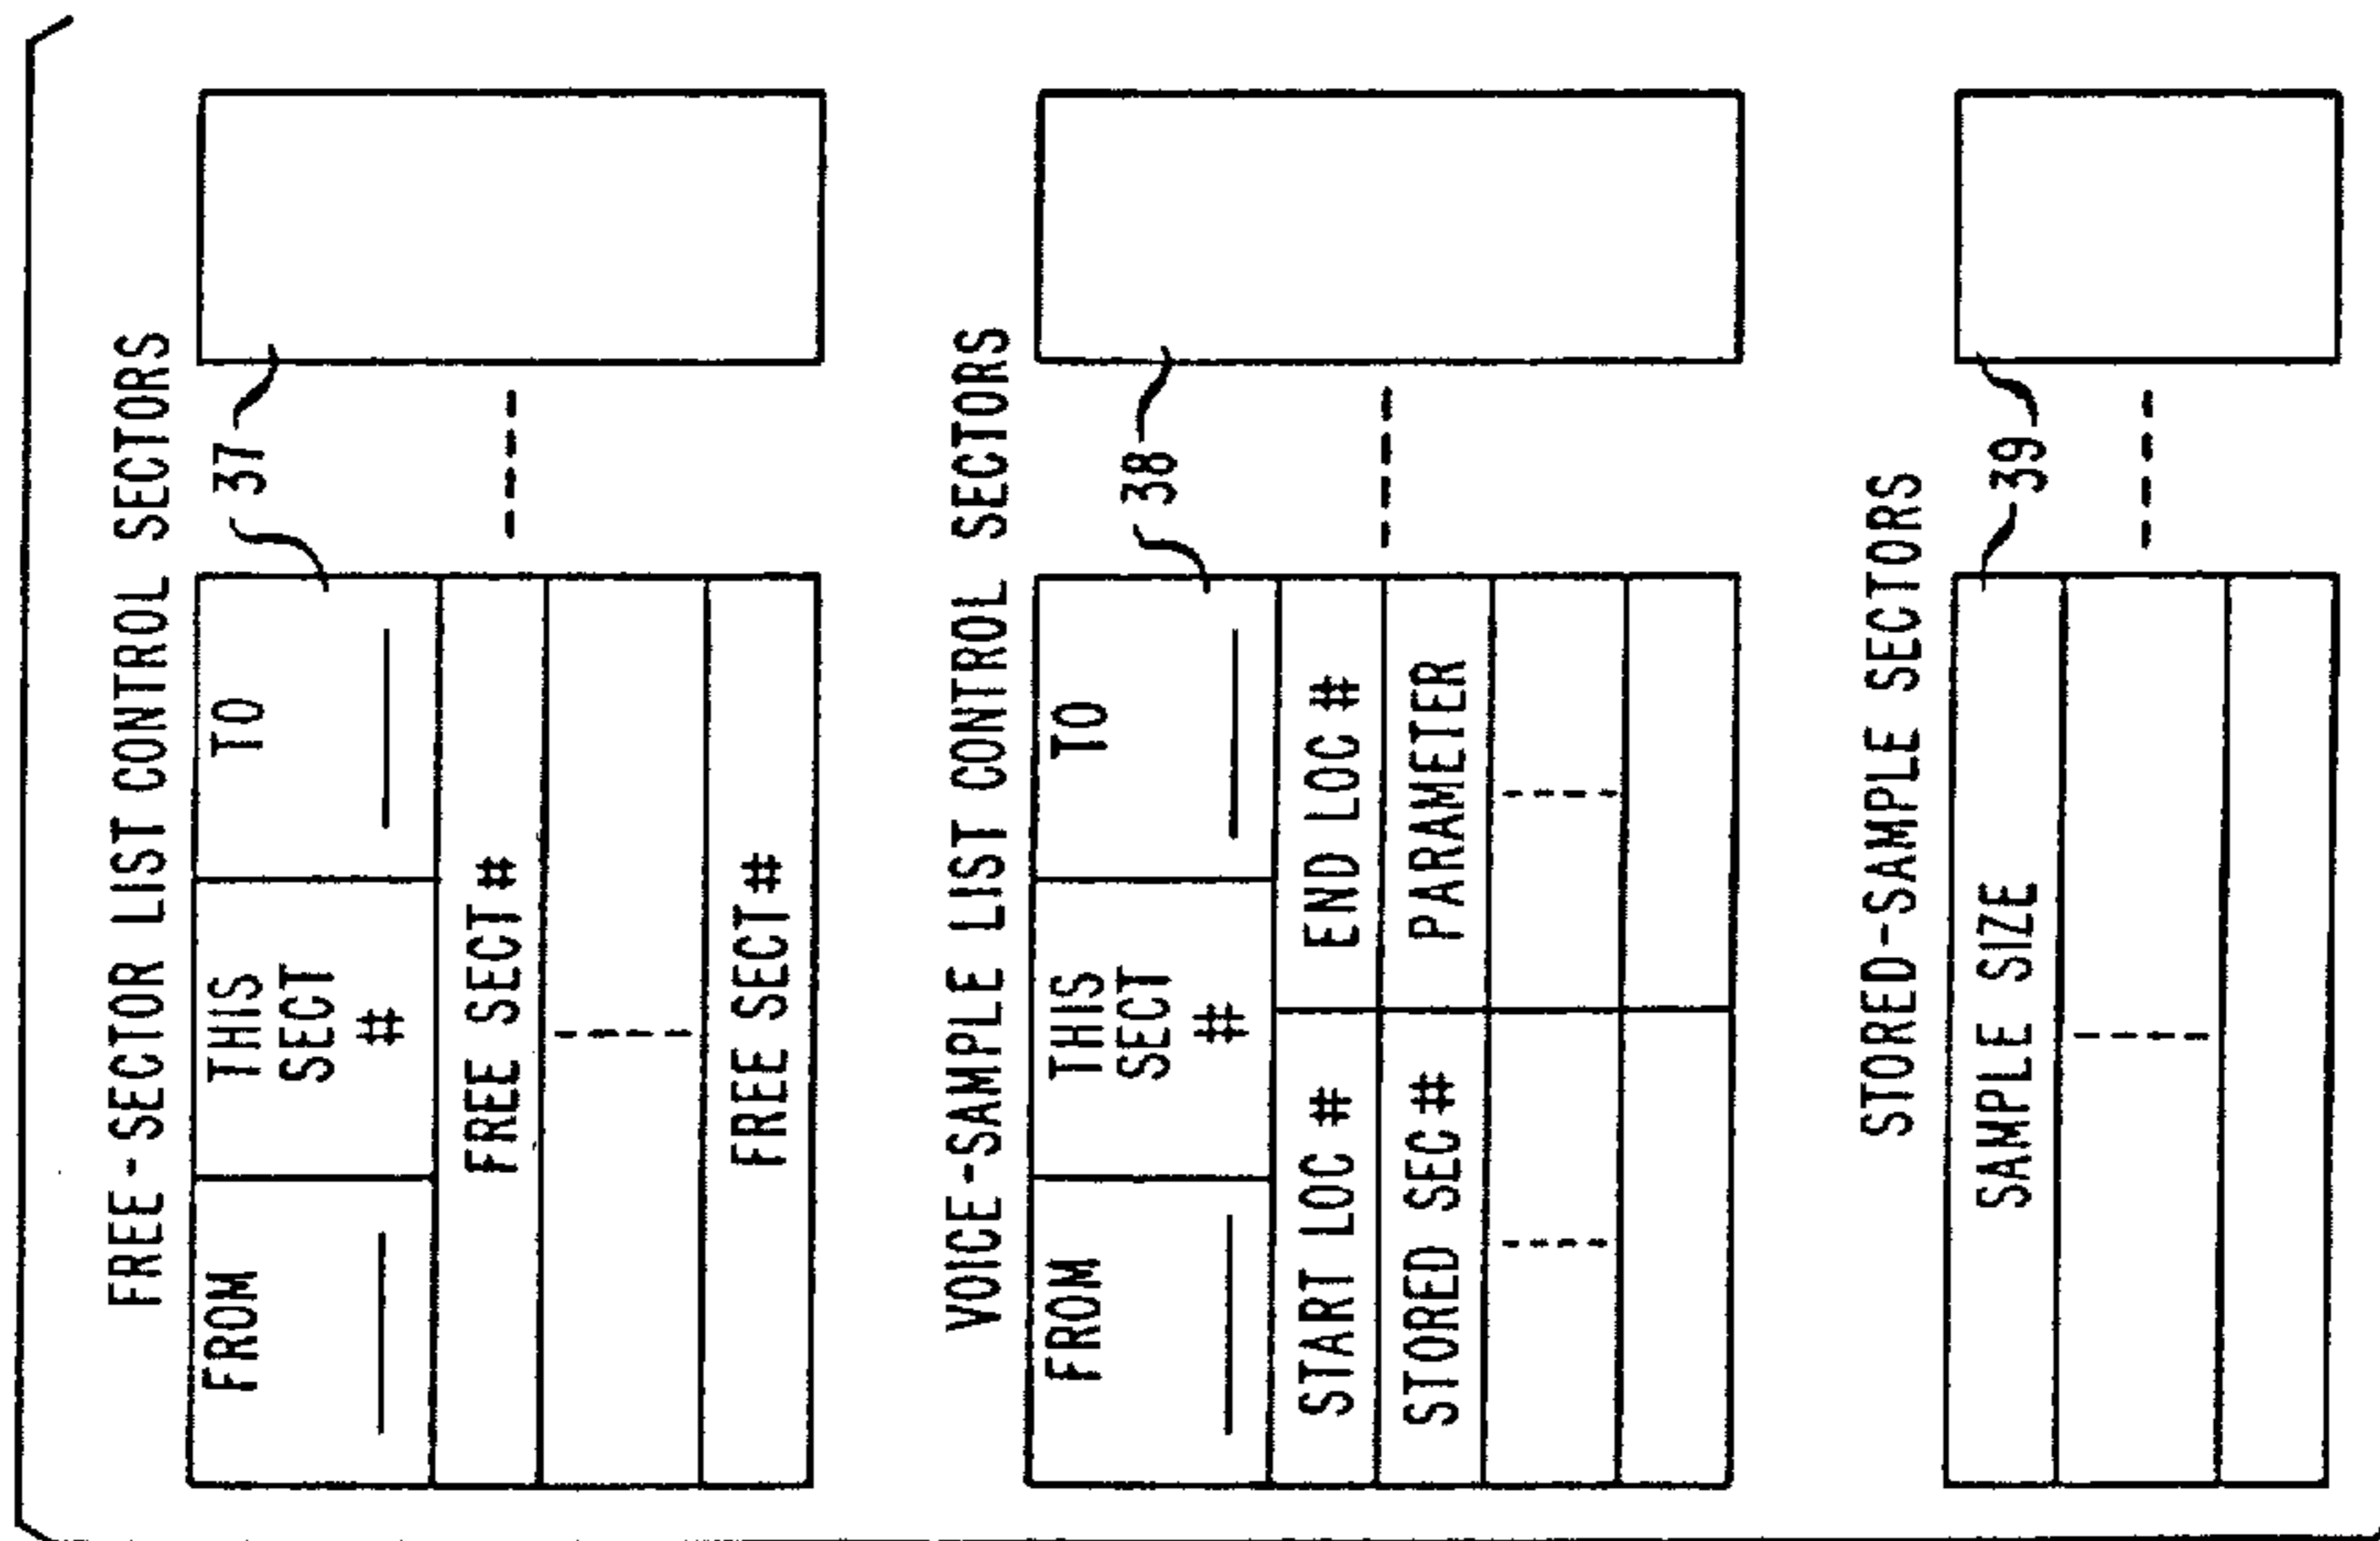 FREE-SECTOR LIST CONTROL SECTORS
FROM
THIS
SECT
#
TO
37
FREE SECT #
FREE SECT #
VOICE-SAMPLE LIST CONTROL SECTORS
FROM
THIS
SECT
#
TO
38
START LOC #
END LOC #
STORED SEC #
PARAMETER
STORED-SAMPLE SECTORS
SAMPLE SIZE
39